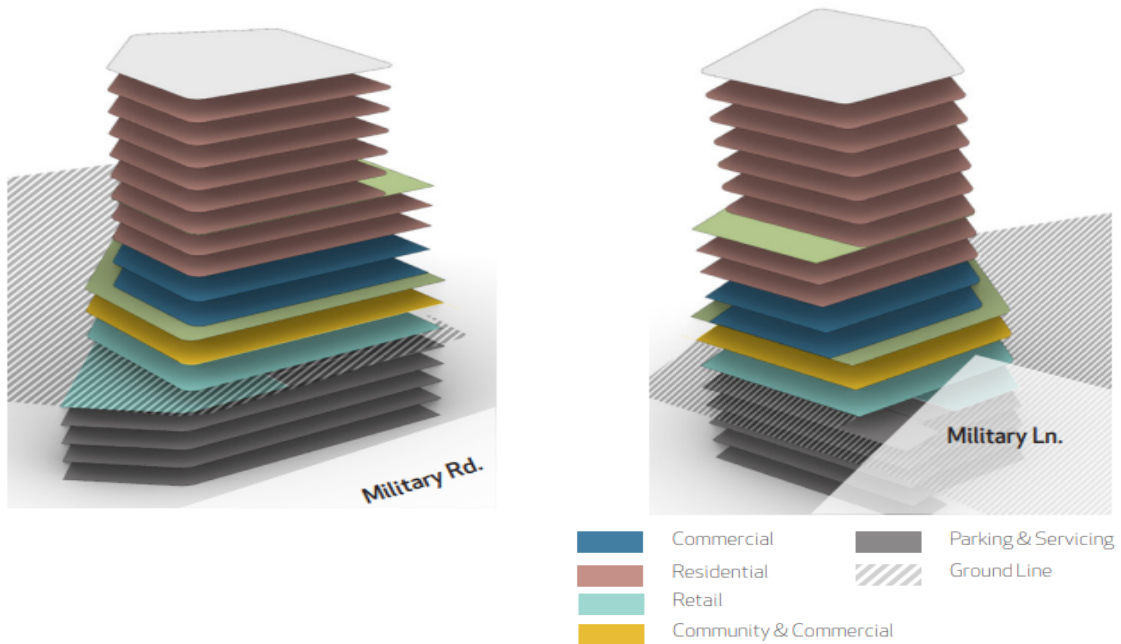 Military Rd.
Military Ln.
Commercial
Residential
Retail
Community & Commercial
Parking & Servicing
Ground Line